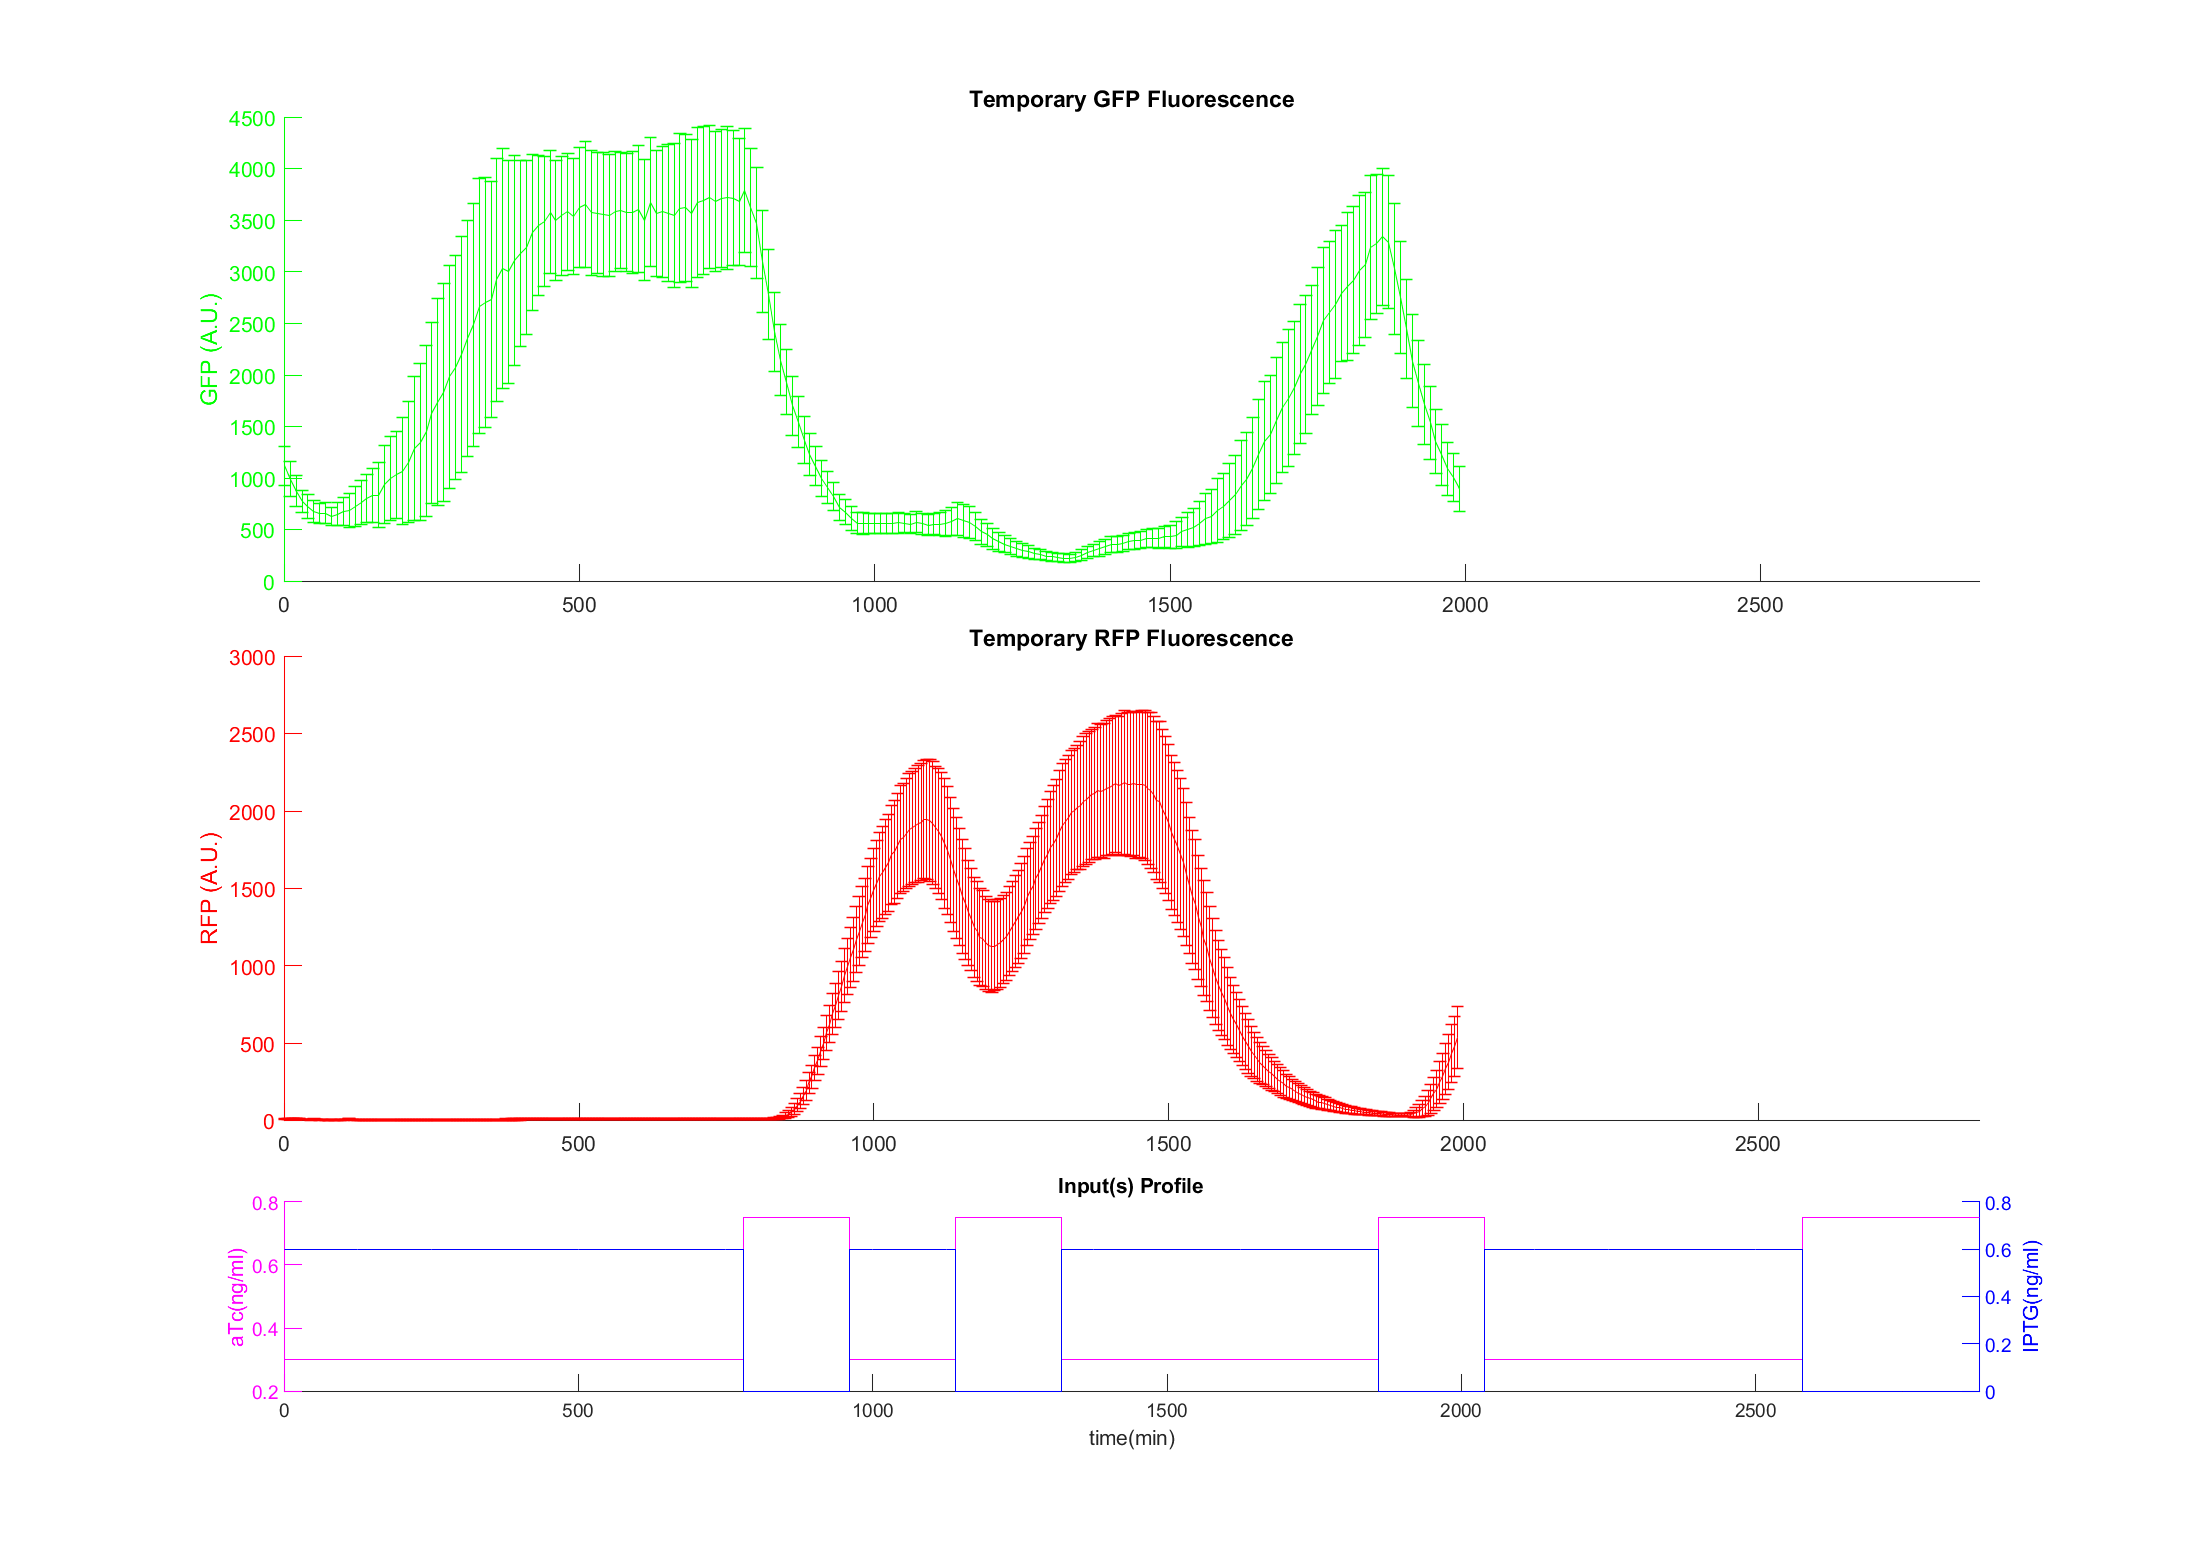 Temporary GFP Fluorescence
4500
4000
3500
3000
2500
2000
1500
1000
500
0
GFP (A.U.)
0 500 1000 1500 2000 2500
Temporary RFP Fluorescence
3000
2500
2000
1500
1000
500
0
RFP (A.U.)
0 500 1000 1500 2000 2500
Input(s) Profile
0.8
0.6
0.4
0.2
aTc(ng/ml)
0.8
0.6
0.4
0.2
0
IPTG(ng/ml)
0 500 1000 1500 2000 2500
time(min)